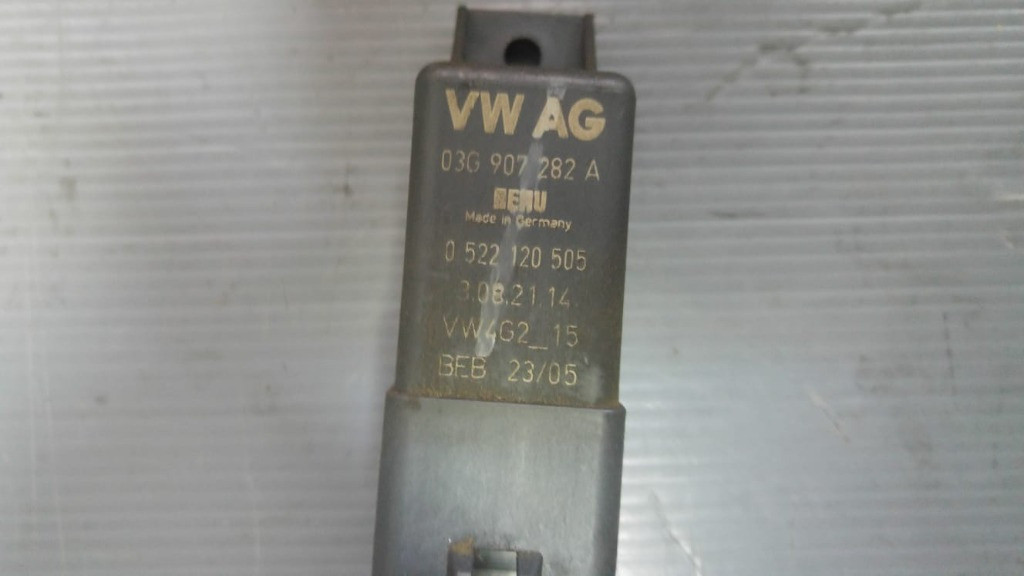 VW AG
03G 907 282 A
BERU
Made in Germany
0 522 120 505
3.08.21 14
VW4G2_15
BEB 23/05